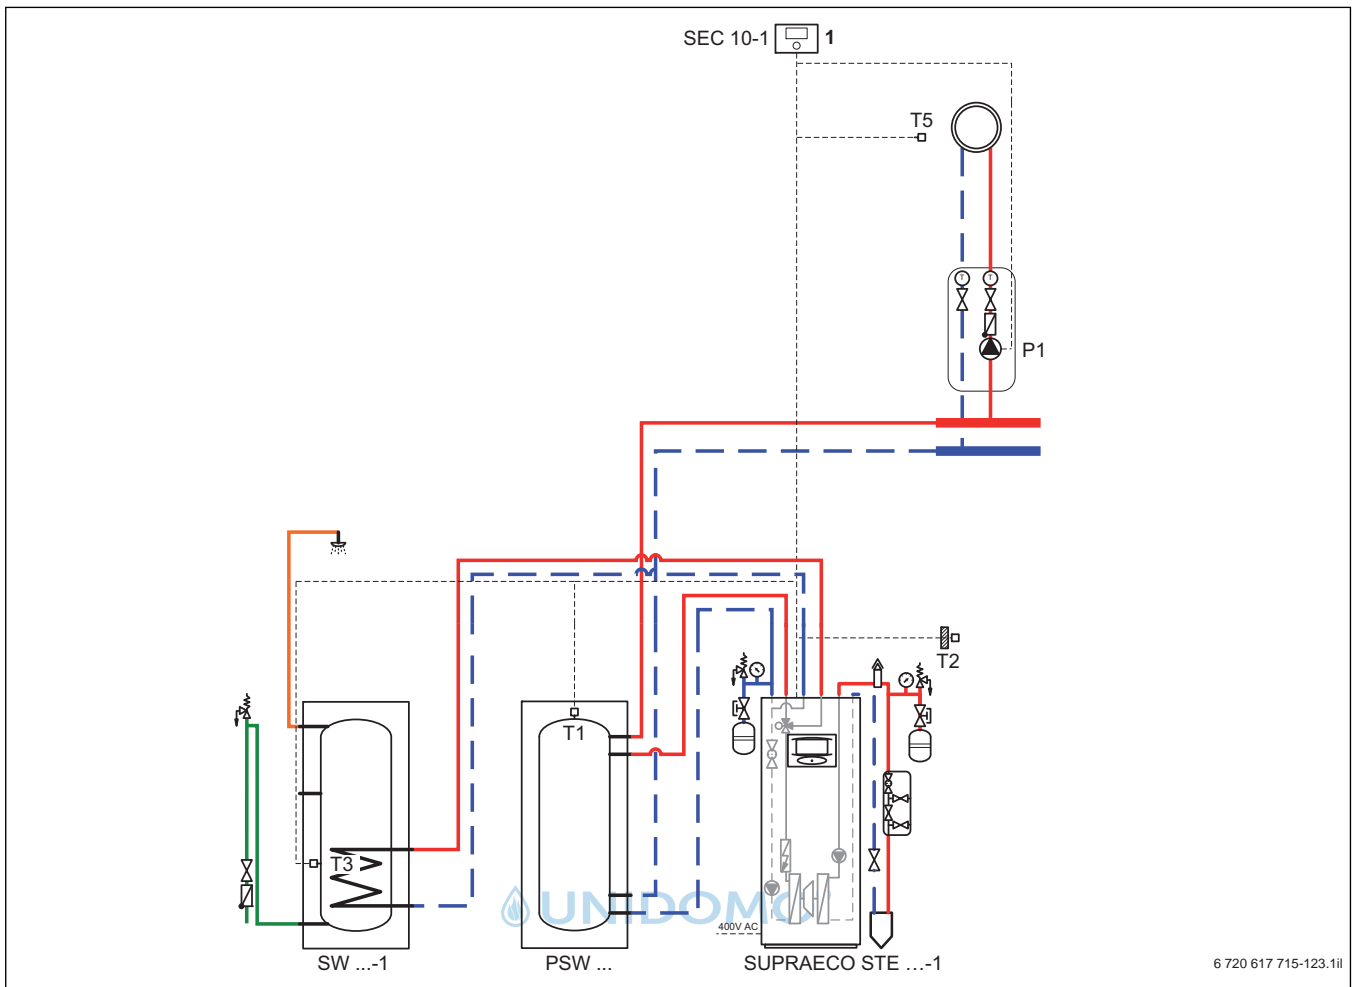 SEC 10-1
1
T5
T
T
P1
T2
T1
T3
UNIDOMO
400V AC
SW ...-1
PSW ...
SUPRAECO STE ...-1
6 720 617 715-123.1il